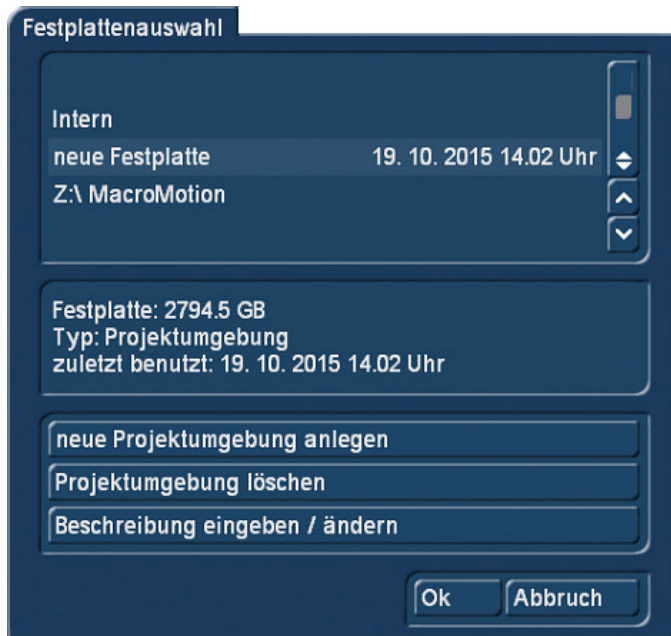 Festplattenauswahl
Intern
neue Festplatte 19. 10. 2015 14.02 Uhr
Z:\ MacroMotion
Festplatte: 2794.5 GB
Typ: Projektumgebung
zuletzt benutzt: 19. 10. 2015 14.02 Uhr
neue Projektumgebung anlegen
Projektumgebung löschen
Beschreibung eingeben / ändern
Ok Abbruch